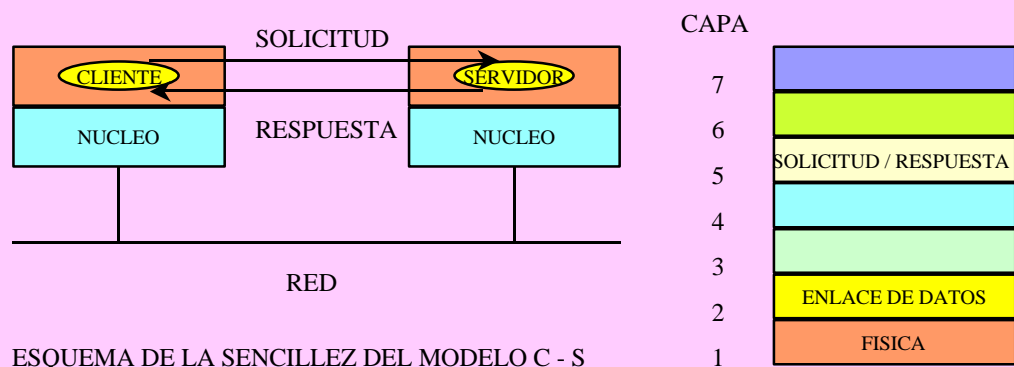 SOLICITUD
CLIENTE
SERVIDOR
NUCLEO
RESPUESTA
NUCLEO
RED
ESQUEMA DE LA SENCILLEZ DEL MODELO C - S
CAPA
7
6
5
SOLICITUD / RESPUESTA
4
3
2
ENLACE DE DATOS
1
FISICA